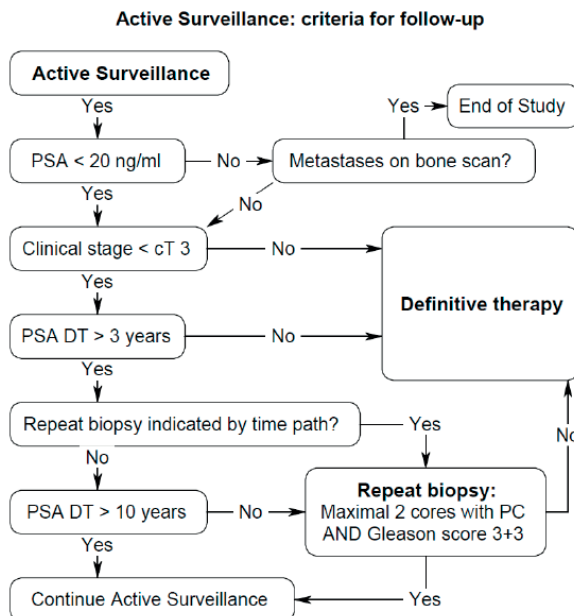 Active Surveillance: criteria for follow-up
Active Surveillance
Yes
Yes
End of Study
PSA < 20 ng/ml
No
Metastases on bone scan?
Yes
No
Clinical stage < cT 3
No
Definitive therapy
Yes
PSA DT > 3 years
No
Yes
Repeat biopsy indicated by time path?
Yes
No
No
Repeat biopsy:
Maximal 2 cores with PC
AND Gleason score 3+3
PSA DT > 10 years
No
Yes
Yes
Continue Active Surveillance